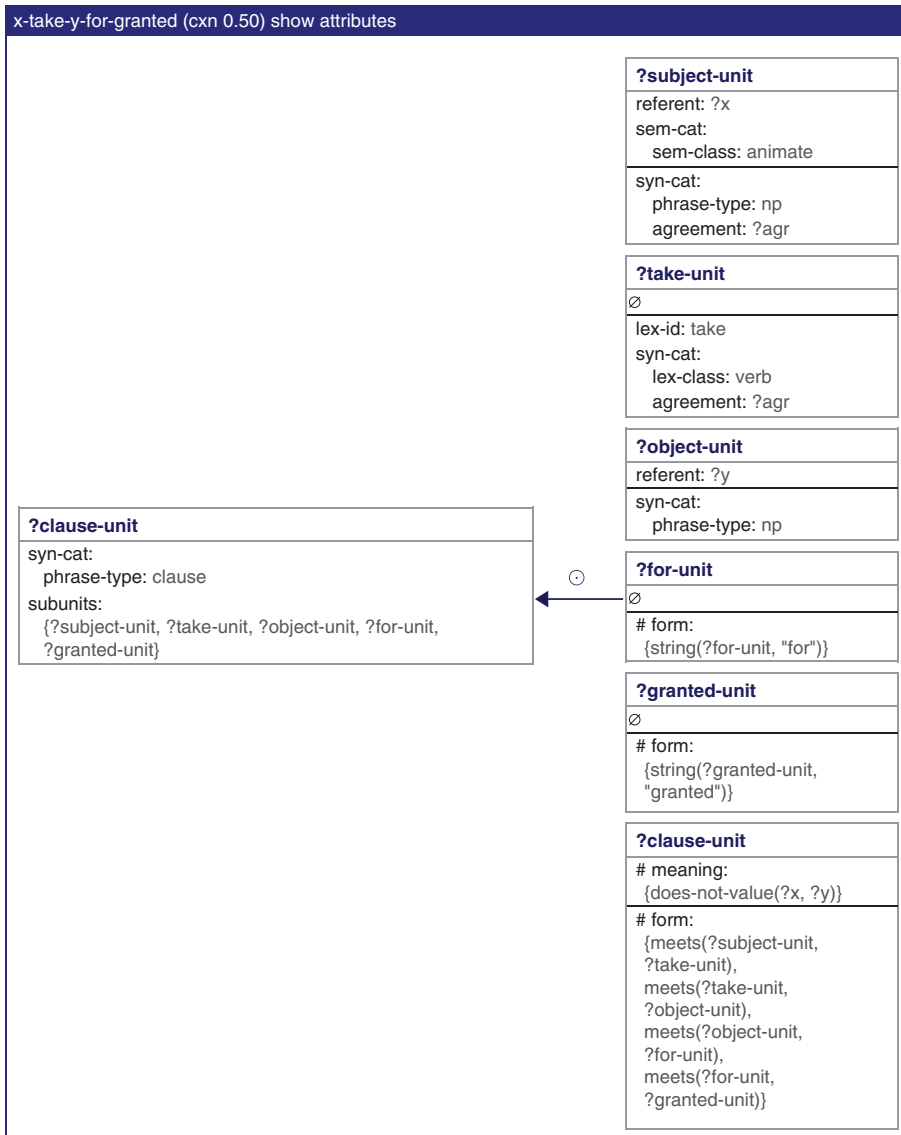 x-take-y-for-granted (cxn 0.50) show attributes
?subject-unit
referent: ?x
sem-cat:
sem-class: animate
syn-cat:
phrase-type: np
agreement: ?agr
?take-unit
∅
lex-id: take
syn-cat:
lex-class: verb
agreement: ?agr
?object-unit
referent: ?y
syn-cat:
phrase-type: np
?clause-unit
syn-cat:
phrase-type: clause
subunits:
{?subject-unit, ?take-unit, ?object-unit, ?for-unit,
?granted-unit}
?for-unit
∅
# form:
{string(?for-unit, "for")}
?granted-unit
∅
# form:
{string(?granted-unit,
"granted")}
?clause-unit
# meaning:
{does-not-value(?x, ?y)}
# form:
{meets(?subject-unit,
?take-unit),
meets(?take-unit,
?object-unit),
meets(?object-unit,
?for-unit),
meets(?for-unit,
?granted-unit)}